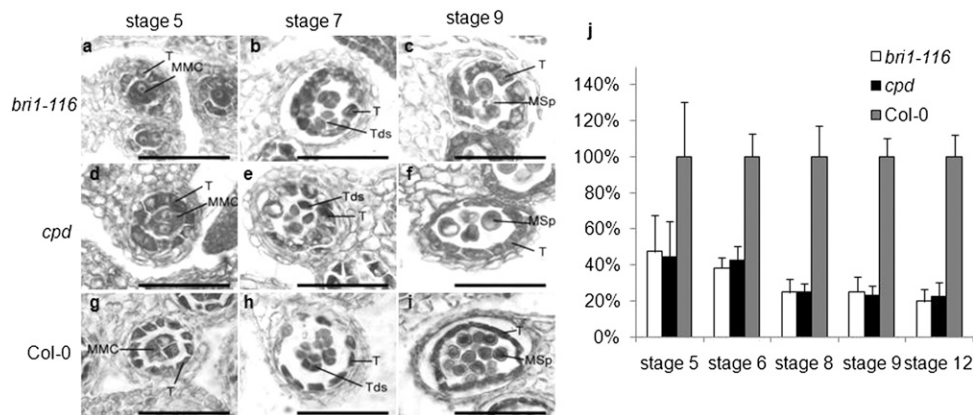 stage 5 stage 7 stage 9
a T MMC
b T Tds
c T MSp
bri1-116
d T MMC
e Tds T
f MSp T
cpd
g MMC T
h T Tds
i T MSp
Col-0
j
bri1-116
cpd
Col-0
140%
120%
100%
80%
60%
40%
20%
0%
stage 5 stage 6 stage 8 stage 9 stage 12